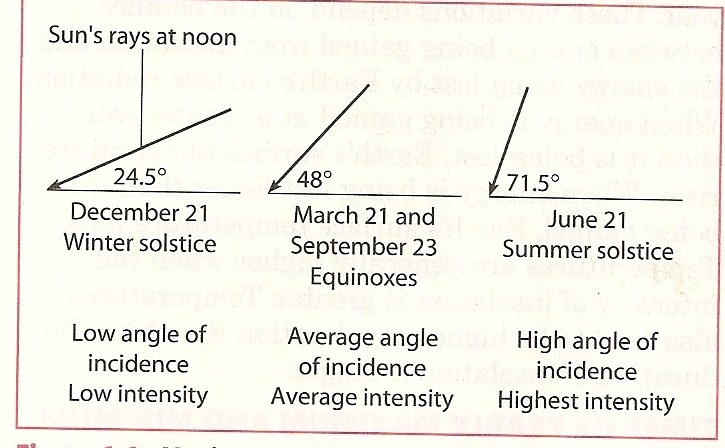 Sun's rays at noon
24.5°
48°
71.5°
December 21
Winter solstice
March 21 and
September 23
Equinoxes
June 21
Summer solstice
Low angle of
incidence
Low intensity
Average angle
of incidence
Average intensity
High angle of
incidence
Highest intensity